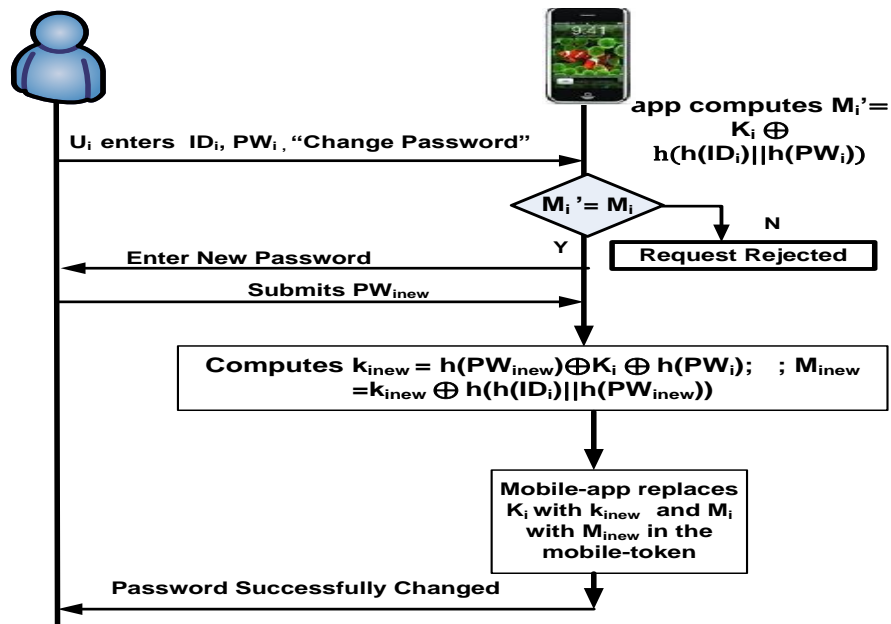 9:41
app computes Mᵢ’=
Kᵢ ⊕
h(h(IDᵢ)||h(PWᵢ))
Uᵢ enters IDᵢ, PWᵢ , “Change Password”
Mᵢ ’= Mᵢ
N
Y
Request Rejected
Enter New Password
Submits PWᵢₙₑw
Computes kᵢₙₑw = h(PWᵢₙₑw)⊕Kᵢ ⊕ h(PWᵢ); ; Mᵢₙₑw
=kᵢₙₑw ⊕ h(h(IDᵢ)||h(PWᵢₙₑw))
Mobile-app replaces
Kᵢ with kᵢₙₑw and Mᵢ
with Mᵢₙₑw in the
mobile-token
Password Successfully Changed